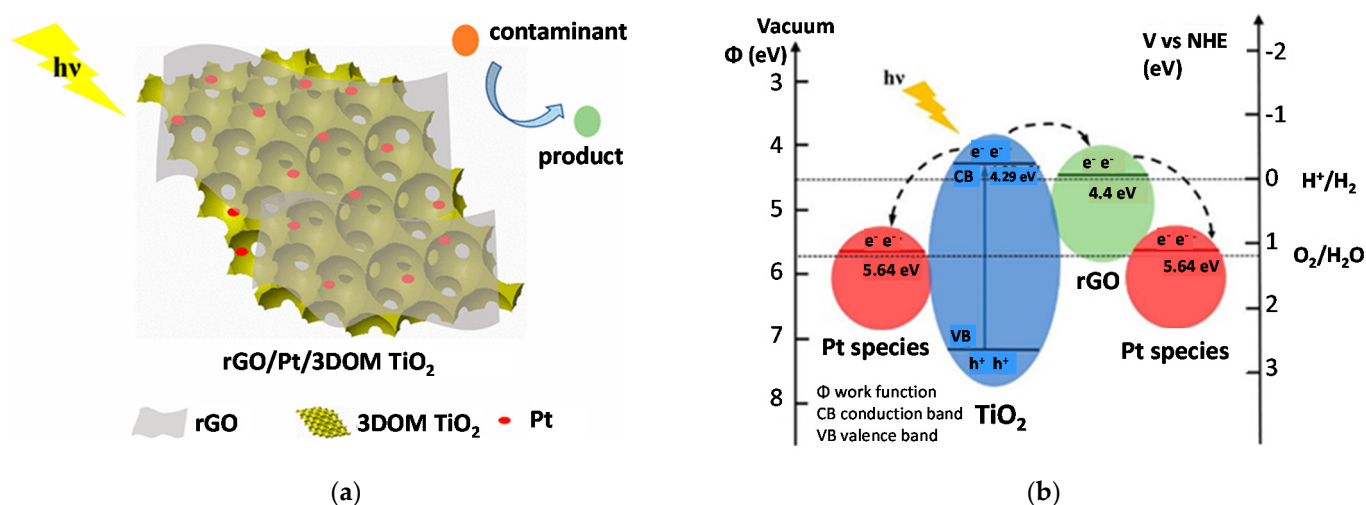 hν
contaminant
product
rGO/Pt/3DOM TiO₂
rGO
3DOM TiO₂
Pt
(a)
Vacuum
Φ (eV)
3
4
5
6
7
8
hν
e⁻ e⁻
CB
4.29 eV
VB
h⁺ h⁺
TiO₂
e⁻ e⁻
4.4 eV
rGO
e⁻ e⁻
5.64 eV
Pt species
e⁻ e⁻
5.64 eV
Pt species
Φ work function
CB conduction band
VB valence band
V vs NHE
(eV)
-2
-1
0
1
2
3
H⁺/H₂
O₂/H₂O
(b)